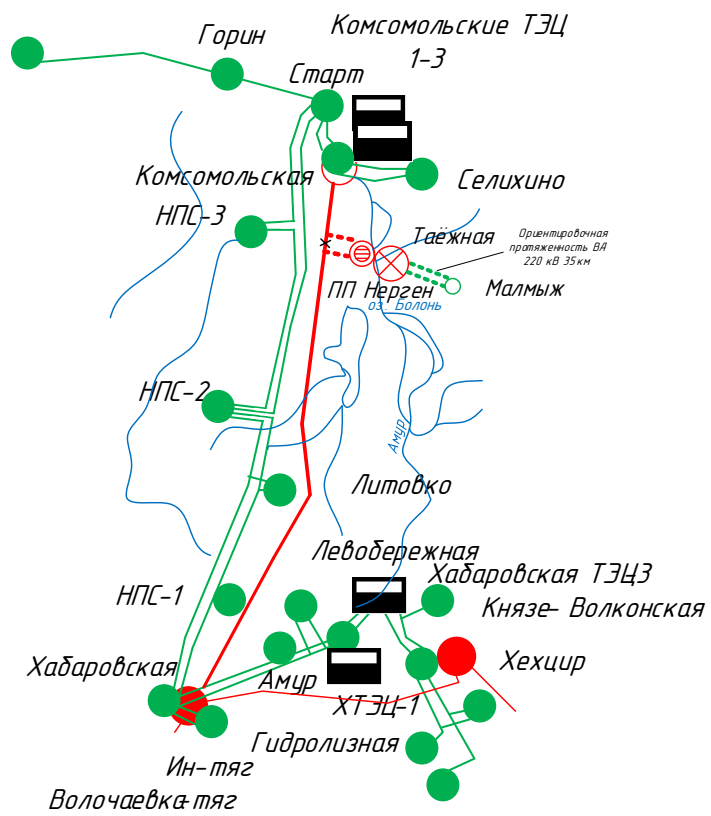 Комсомольские ТЭЦ
1-3
Горин
Старт
Комсомольская
Селихино
НПС-3
Таёжная
Ориентировочная
протяженность ВЛ
220 кВ 35км
ПП Нерген
Малмыж
оз. Болонь
НПС-2
Амур
Литовко
Левобережная
Хабаровская ТЭЦ3
НПС-1
Князе- Волконская
Хабаровская
Хехцир
Амур
ХТЭЦ-1
Гидролизная
Ин-тяг
Волочаевка-тяг